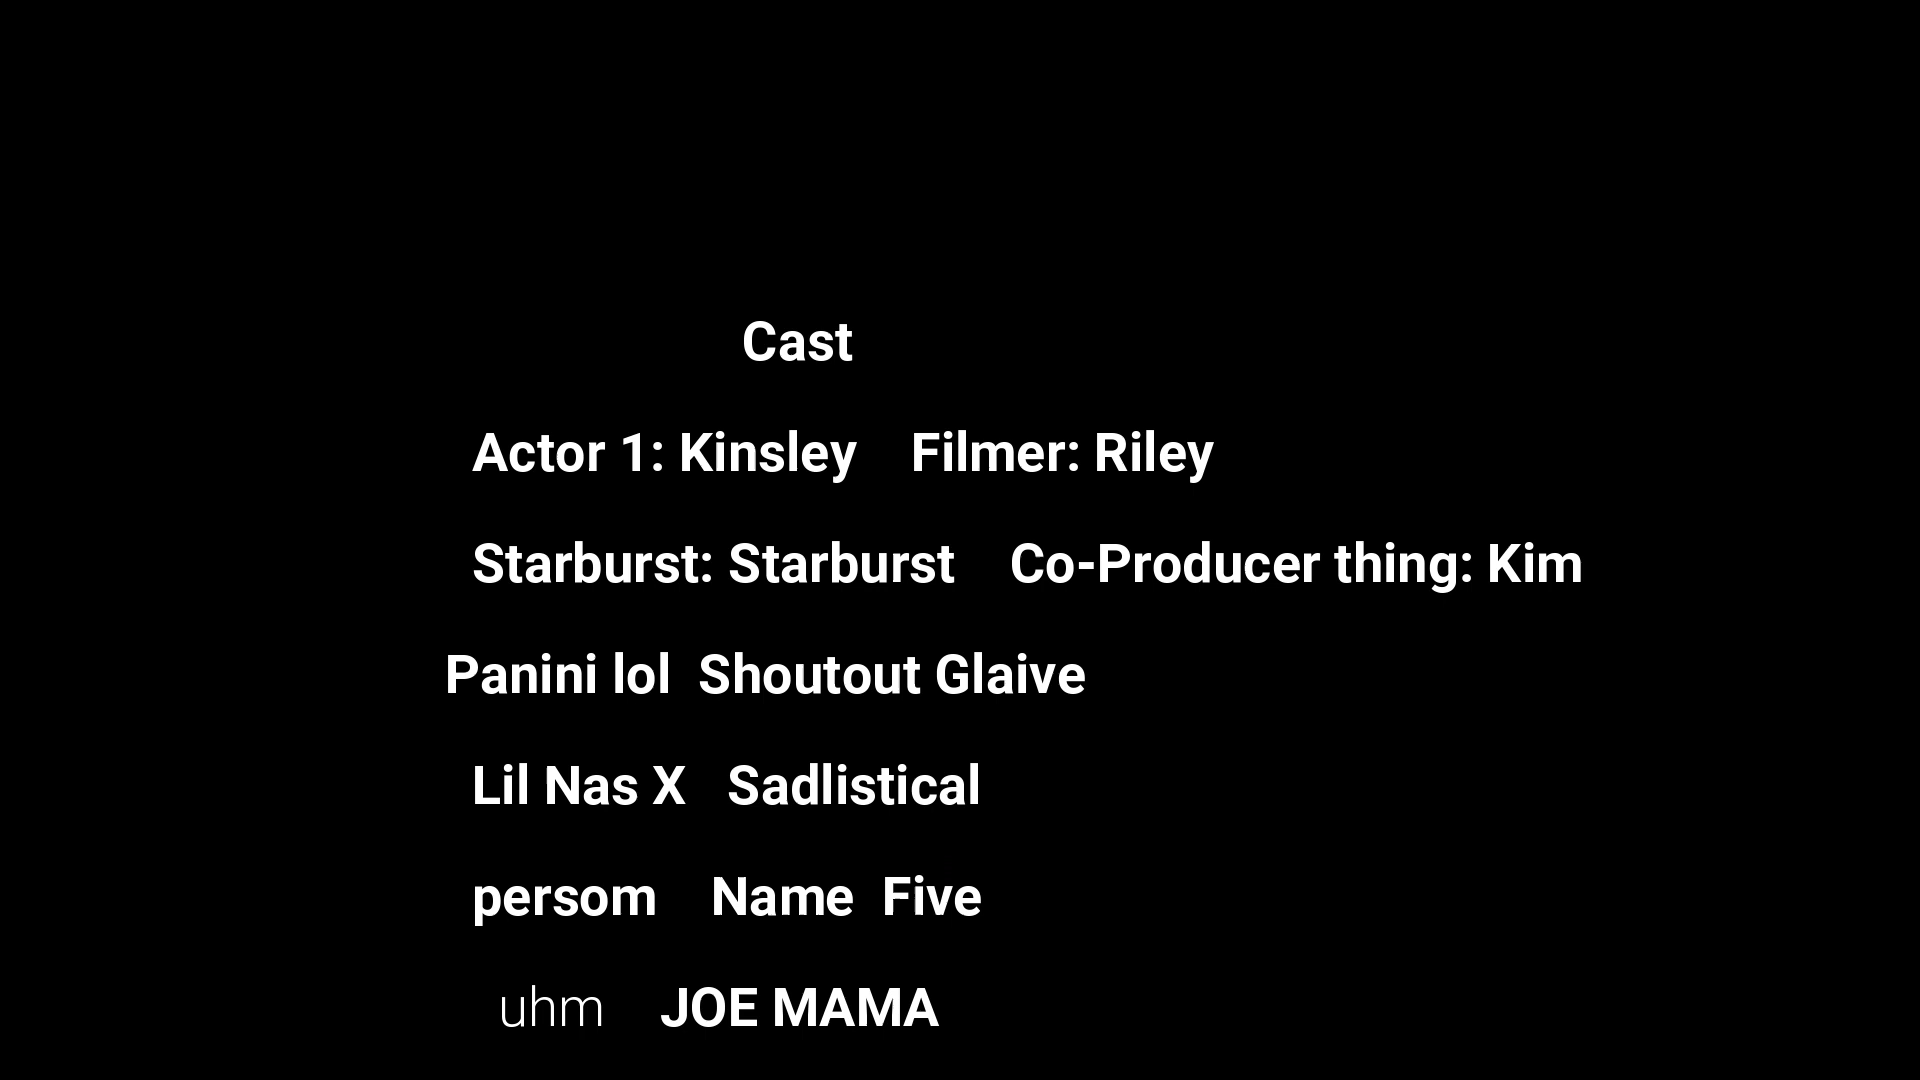 Cast
Actor 1: Kinsley    Filmer: Riley
Starburst: Starburst    Co-Producer thing: Kim
Panini lol  Shoutout Glaive
Lil Nas X   Sadlistical
persom    Name  Five
uhm    JOE MAMA